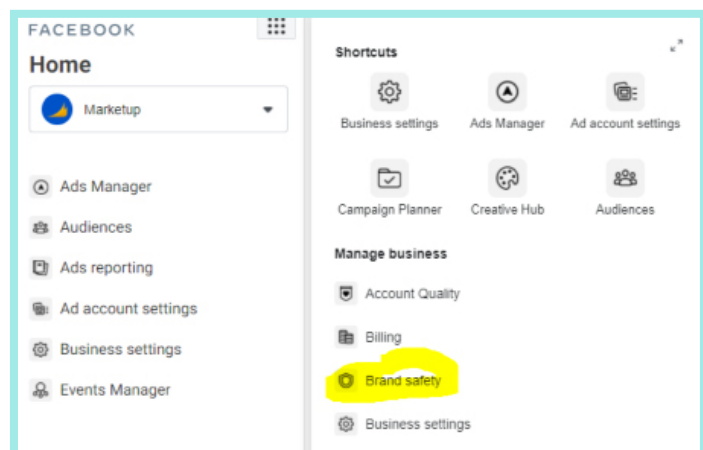 FACEBOOK
Home
Marketup
Ads Manager
Audiences
Ads reporting
Ad account settings
Business settings
Events Manager
Shortcuts
Business settings
Ads Manager
Ad account settings
Campaign Planner
Creative Hub
Audiences
Manage business
Account Quality
Billing
Brand safety
Business settings